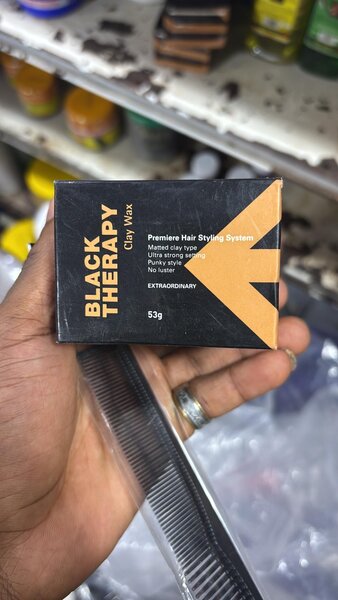 BLACK
THERAPY
Clay Wax
Premiere Hair Styling System
Matted clay type
Ultra strong setting
Punky style
No luster
EXTRAORDINARY
53g